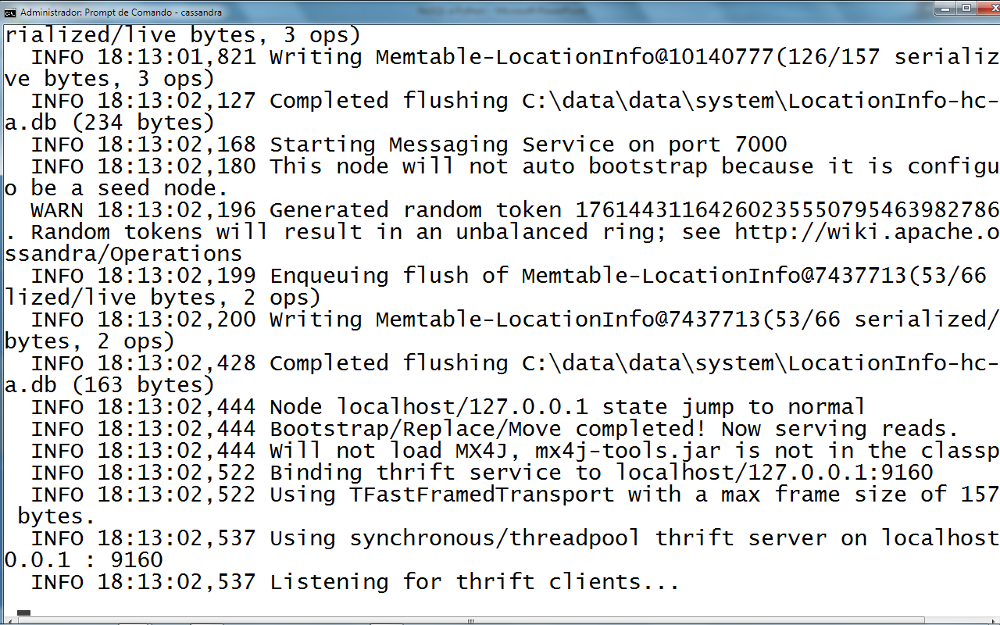 Administrador: Prompt de Comando - cassandra
rialized/live bytes, 3 ops)
INFO 18:13:01,821 Writing Memtable-LocationInfo@10140777(126/157 serializ
ve bytes, 3 ops)
INFO 18:13:02,127 Completed flushing C:\data\data\system\LocationInfo-hc-
a.db (234 bytes)
INFO 18:13:02,168 Starting Messaging Service on port 7000
INFO 18:13:02,180 This node will not auto bootstrap because it is configu
o be a seed node.
WARN 18:13:02,196 Generated random token 17614431164260235550795463982786
. Random tokens will result in an unbalanced ring; see http://wiki.apache.o
ssandra/Operations
INFO 18:13:02,199 Enqueuing flush of Memtable-LocationInfo@7437713(53/66
lized/live bytes, 2 ops)
INFO 18:13:02,200 Writing Memtable-LocationInfo@7437713(53/66 serialized/
bytes, 2 ops)
INFO 18:13:02,428 Completed flushing C:\data\data\system\LocationInfo-hc-
a.db (163 bytes)
INFO 18:13:02,444 Node localhost/127.0.0.1 state jump to normal
INFO 18:13:02,444 Bootstrap/Replace/Move completed! Now serving reads.
INFO 18:13:02,444 Will not load MX4J, mx4j-tools.jar is not in the classp
INFO 18:13:02,522 Binding thrift service to localhost/127.0.0.1:9160
INFO 18:13:02,522 Using TFastFramedTransport with a max frame size of 157
bytes.
INFO 18:13:02,537 Using synchronous/threadpool thrift server on localhost
0.0.1 : 9160
INFO 18:13:02,537 Listening for thrift clients...